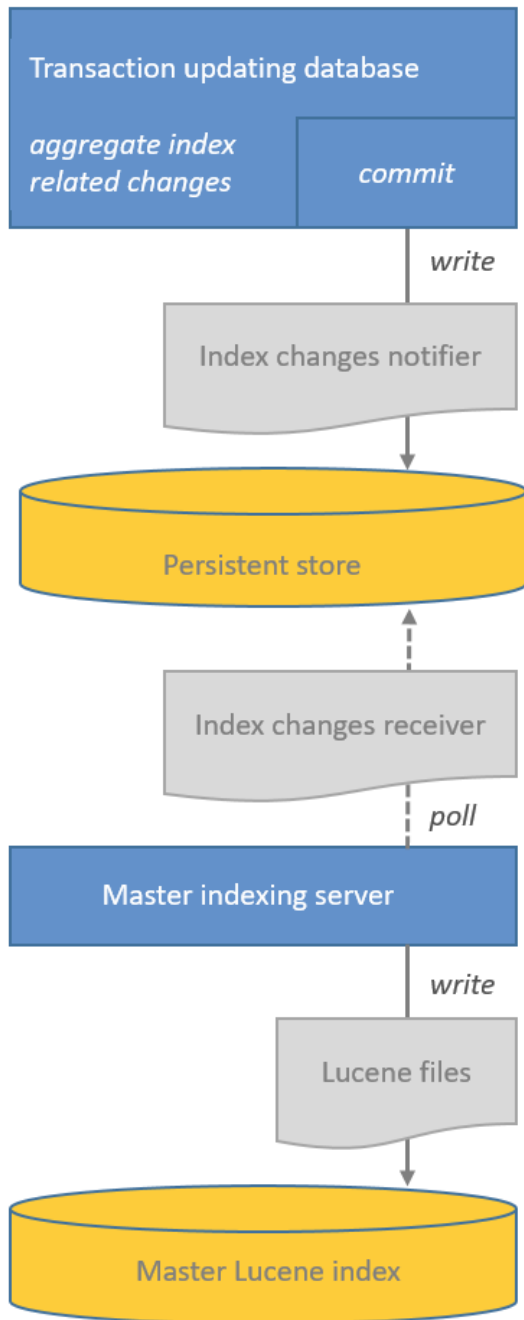 Transaction updating database
aggregate index
related changes
commit
write
Index changes notifier
Persistent store
Index changes receiver
poll
Master indexing server
write
Lucene files
Master Lucene index